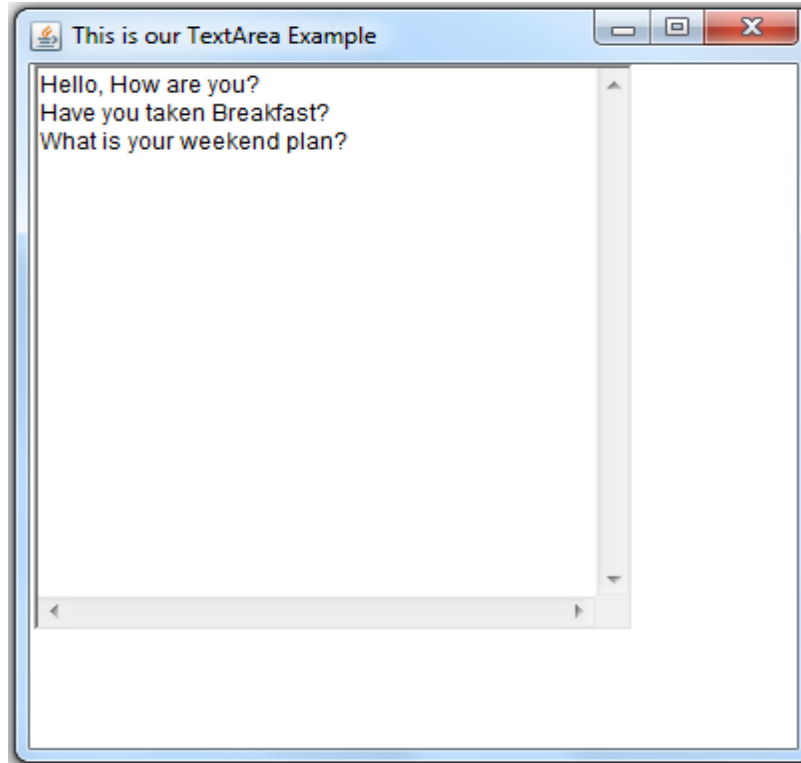 This is our TextArea Example
Hello, How are you?
Have you taken Breakfast?
What is your weekend plan?